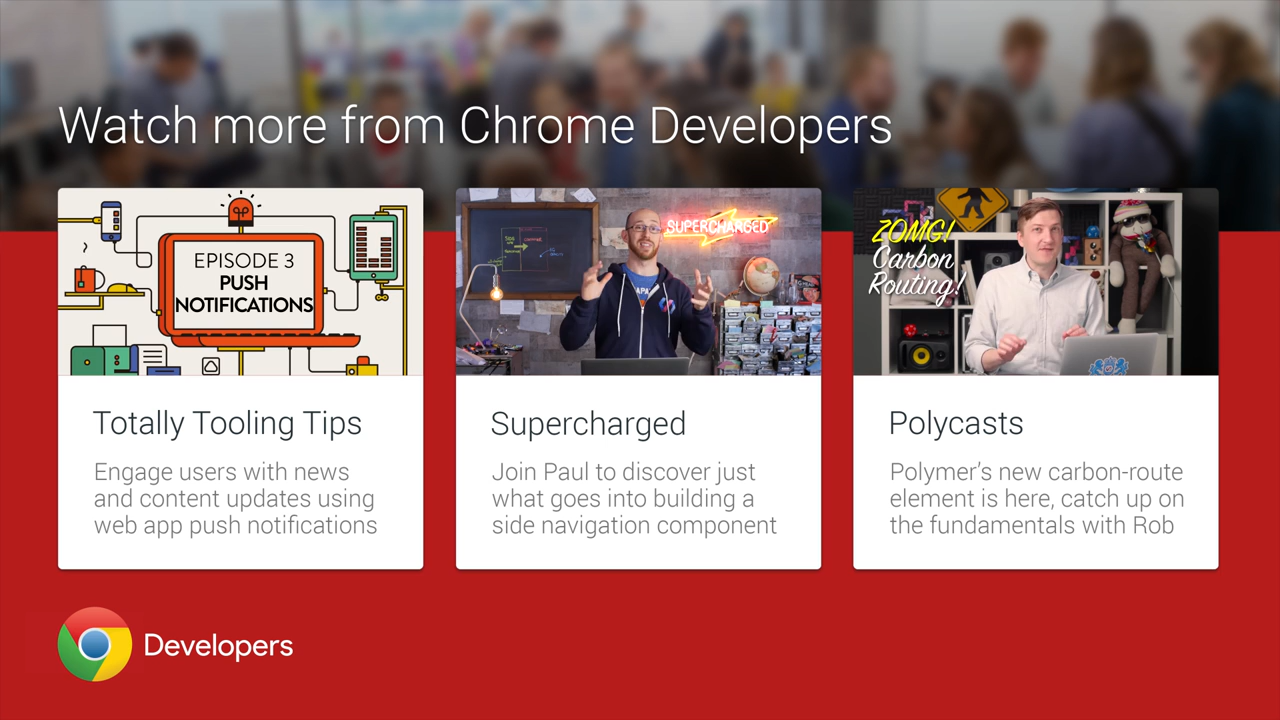 Watch more from Chrome Developers
EPISODE 3
PUSH
NOTIFICATIONS
SUPERCHARGED
ZOMG!
Carbon
Routing!
Totally Tooling Tips
Engage users with news
and content updates using
web app push notifications
Supercharged
Join Paul to discover just
what goes into building a
side navigation component
Polycasts
Polymer’s new carbon-route
element is here, catch up on
the fundamentals with Rob
Developers